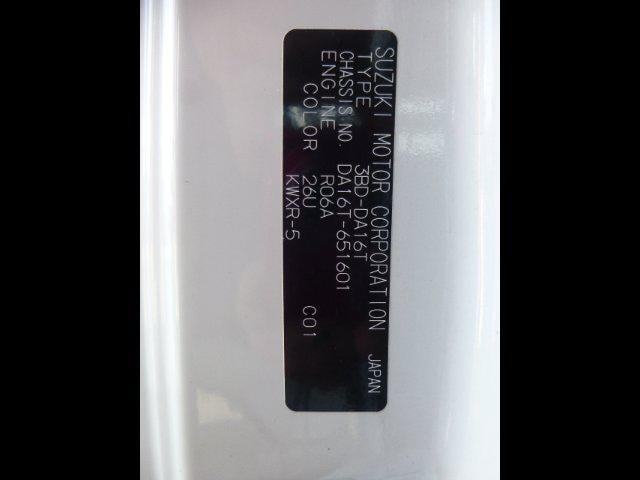 SUZUKI MOTOR CORPORATION JAPAN
TYPE 3BD-DA16T
CHASSIS NO. DA16T-651601
ENGINE R06A
COLOR 26U C01
KWXR-5